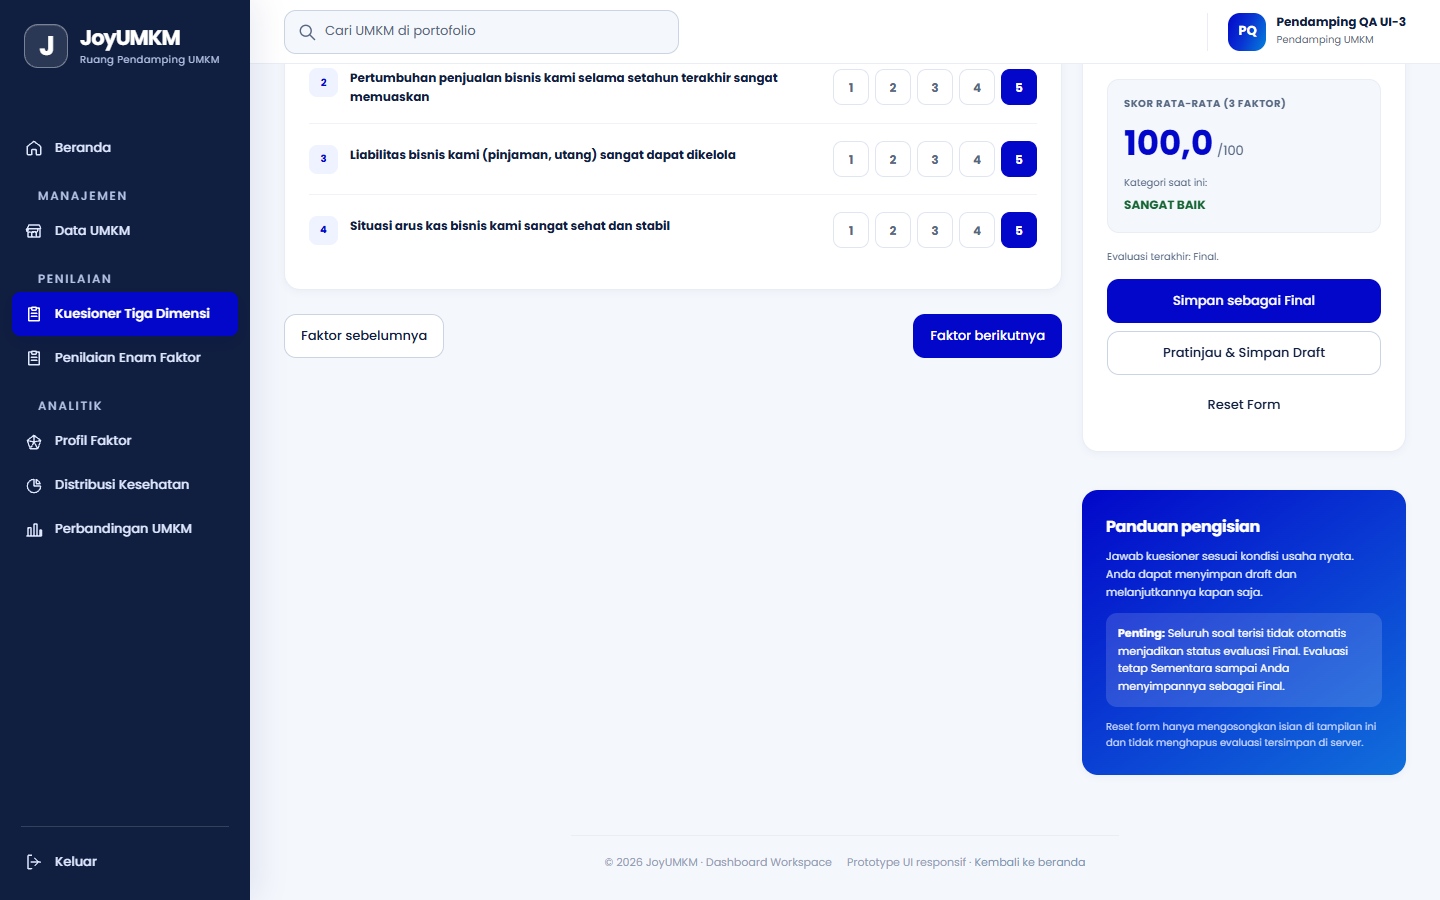 J
JoyUMKM
Ruang Pendamping UMKM
Beranda
MANAJEMEN
Data UMKM
PENILAIAN
Kuesioner Tiga Dimensi
Penilaian Enam Faktor
ANALITIK
Profil Faktor
Distribusi Kesehatan
Perbandingan UMKM
Keluar
Cari UMKM di portofolio
PQ
Pendamping QA UI-3
Pendamping UMKM
2
Pertumbuhan penjualan bisnis kami selama setahun terakhir sangat
memuaskan
1 2 3 4 5
3 Liabilitas bisnis kami (pinjaman, utang) sangat dapat dikelola 1 2 3 4 5
4 Situasi arus kas bisnis kami sangat sehat dan stabil 1 2 3 4 5
Faktor sebelumnya
Faktor berikutnya
SKOR RATA-RATA (3 FAKTOR)
100,0 /100
Kategori saat ini:
SANGAT BAIK
Evaluasi terakhir: Final.
Simpan sebagai Final
Pratinjau & Simpan Draft
Reset Form
Panduan pengisian
Jawab kuesioner sesuai kondisi usaha nyata.
Anda dapat menyimpan draft dan
melanjutkannya kapan saja.
Penting: Seluruh soal terisi tidak otomatis
menjadikan status evaluasi Final. Evaluasi
tetap Sementara sampai Anda
menyimpannya sebagai Final.
Reset form hanya mengosongkan isian di tampilan ini
dan tidak menghapus evaluasi tersimpan di server.
© 2026 JoyUMKM · Dashboard Workspace Prototype UI responsif · Kembali ke beranda